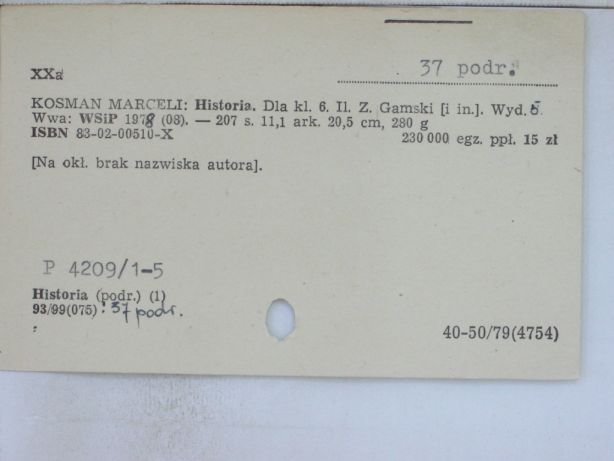 37 podr.
XXa
KOSMAN MARCELI: Historia. Dla kl. 6. Il. Z. Gamski [i in.]. Wyd.
Wwa: WSiP 1978 (08). — 207 s. 11,1 ark. 20,5 cm, 280 g
ISBN 83-02-00510-X 230 000 egz. ppł. 15 zł
[Na okł. brak nazwiska autora].
P 4209/1-5
Historia (podr.) (1)
93/99(075) : 37 podr.
40-50/79(4754)